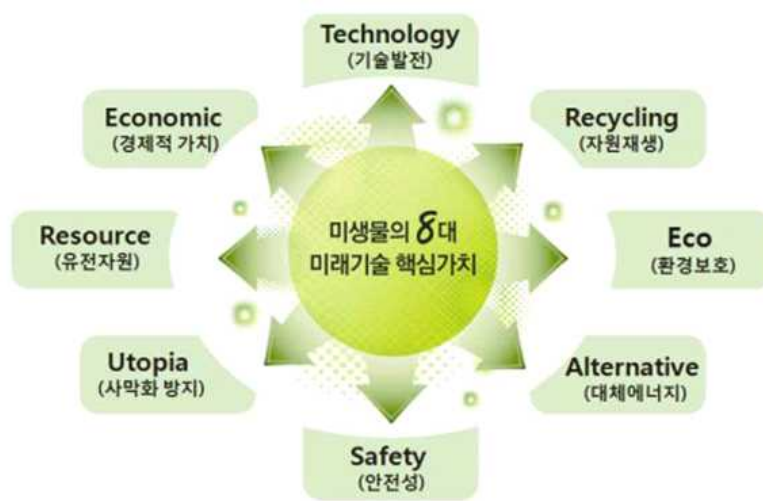 Technology
(기술발전)
Economic
(경제적 가치)
Recycling
(자원재생)
미생물의 8대
미래기술 핵심가치
Resource
(유전자원)
Eco
(환경보호)
Utopia
(사막화 방지)
Alternative
(대체에너지)
Safety
(안전성)